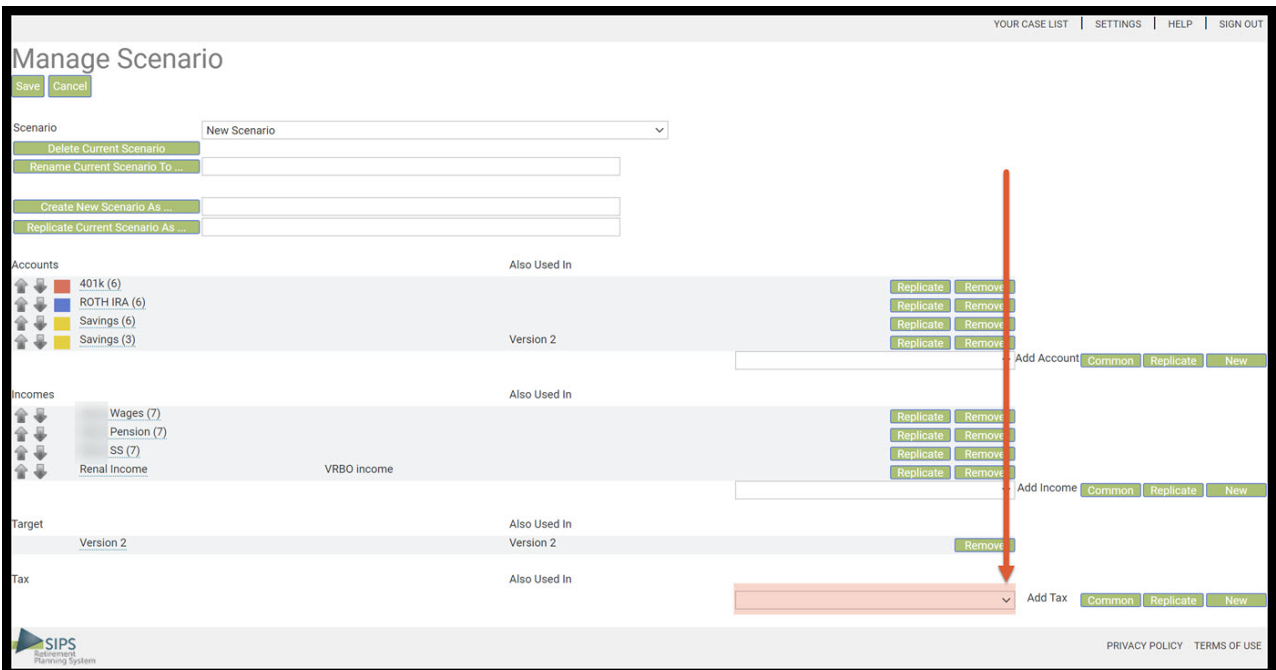 YOUR CASE LIST SETTINGS HELP SIGN OUT
Manage Scenario
Save Cancel
Scenario New Scenario
Delete Current Scenario
Rename Current Scenario To ...
Create New Scenario As ...
Replicate Current Scenario As ...
Accounts Also Used In
401k (6) Replicate Remove
ROTH IRA (6) Replicate Remove
Savings (6) Replicate Remove
Savings (3) Version 2 Replicate Remove
Add Account Common Replicate New
Incomes Also Used In
Wages (7) Replicate Remove
Pension (7) Replicate Remove
SS (7) Replicate Remove
Renal Income VRBO income Replicate Remove
Add Income Common Replicate New
Target Also Used In
Version 2 Version 2 Remove
Tax Also Used In
Add Tax Common Replicate New
SIPS
Retirement
Planning System
PRIVACY POLICY TERMS OF USE